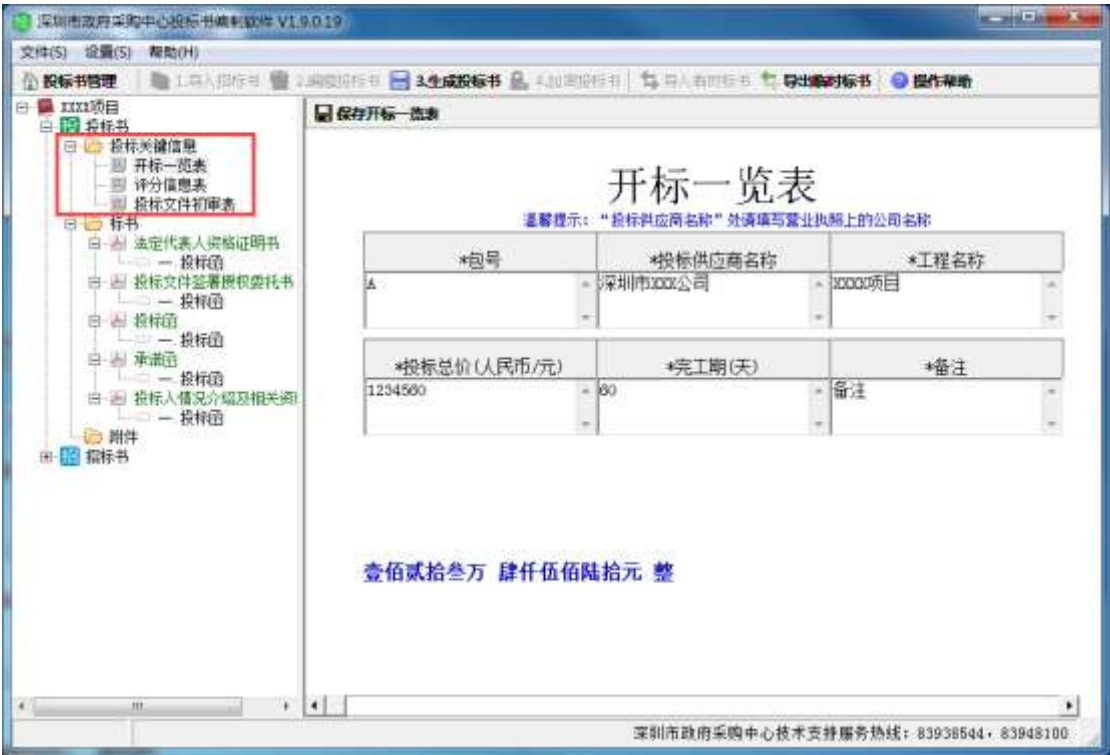 深圳市政府采购中心投标书编制软件 V1.9.0.19
文件(S) 设置(S) 帮助(H)
投标书管理 1.导入招标书 2.编辑投标书 3.生成投标书 4.加密投标书 导入临时标书 导出临时标书 操作帮助
XXXX项目
投标书
投标关键信息
开标一览表
评分信息表
投标文件初审表
标书
法定代表人资格证明书
投标函
投标文件签署授权委托书
投标函
投标函
投标函
承诺函
投标函
投标人情况介绍及相关资
投标函
附件
招标书
保存开标一览表
开标一览表
温馨提示:“投标供应商名称”处请填写营业执照上的公司名称
*包号 *投标供应商名称 *工程名称
A 深圳市XXX公司 XXXX项目
*投标总价(人民币/元) *完工期(天) *备注
1234560 60 备注
壹佰贰拾叁万 肆仟伍佰陆拾元 整
深圳市政府采购中心技术支持服务热线: 83938544, 83948100